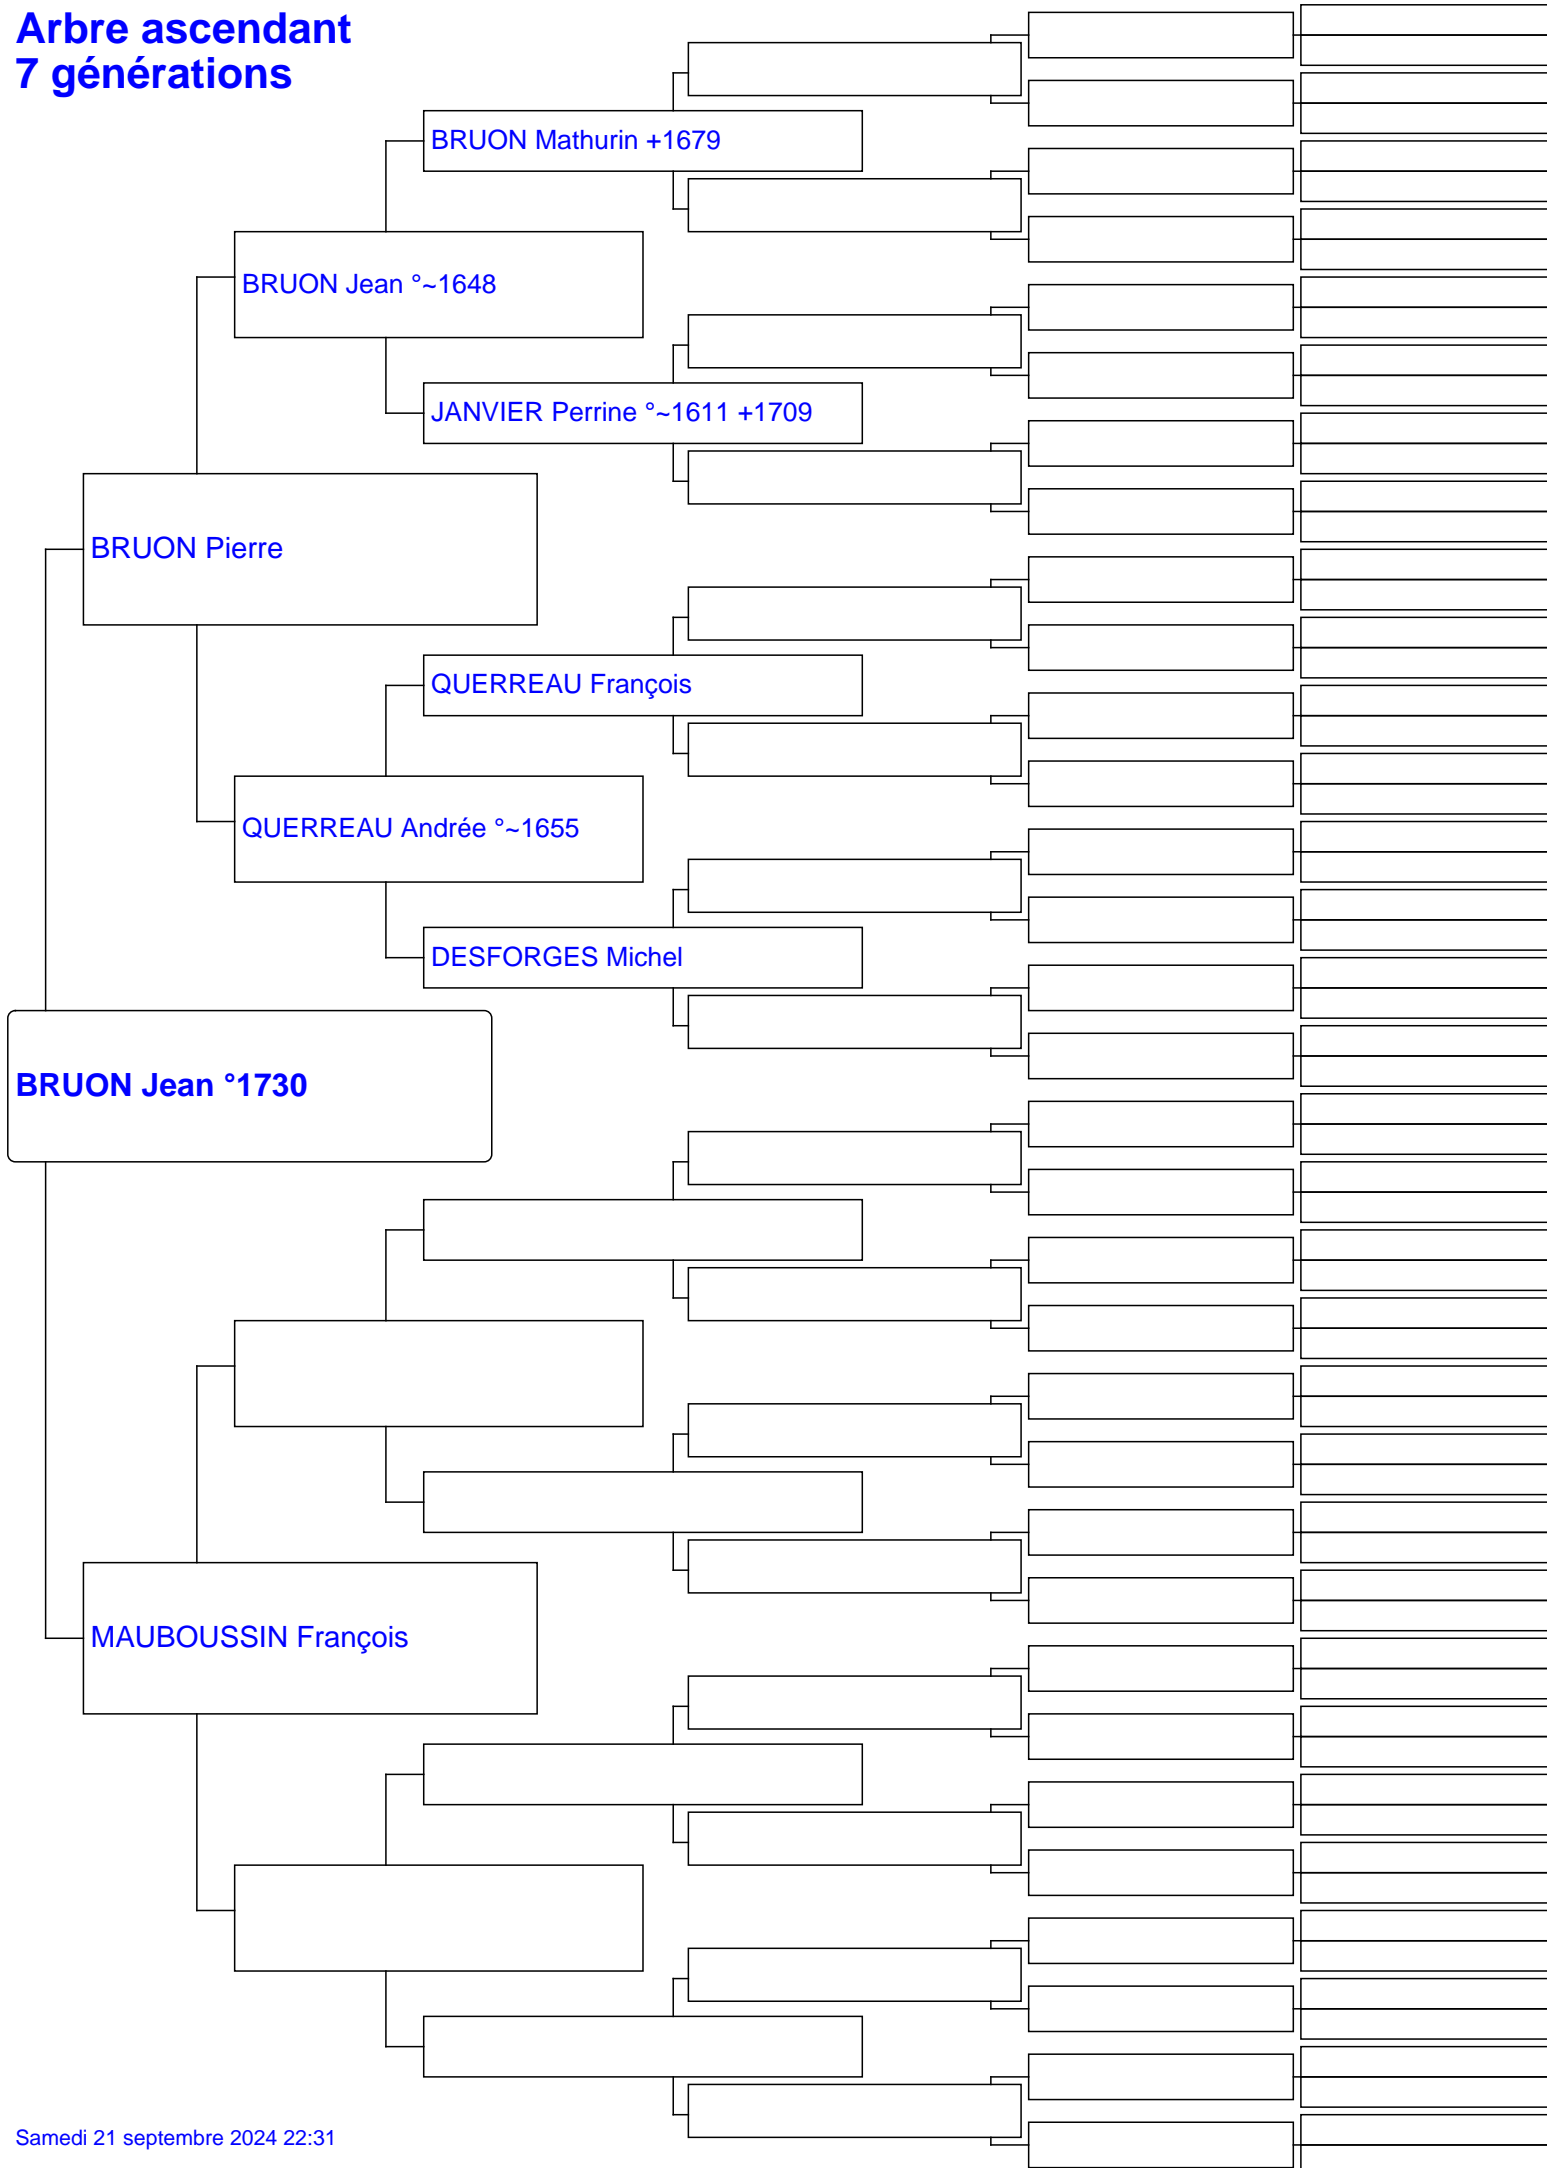 Arbre ascendant
7 générations
BRUON Mathurin +1679
BRUON Jean °~1648
JANVIER Perrine °~1611 +1709
BRUON Pierre
QUERREAU François
QUERREAU Andrée °~1655
DESFORGES Michel
BRUON Jean °1730
MAUBOUSSIN François
Samedi 21 septembre 2024 22:31